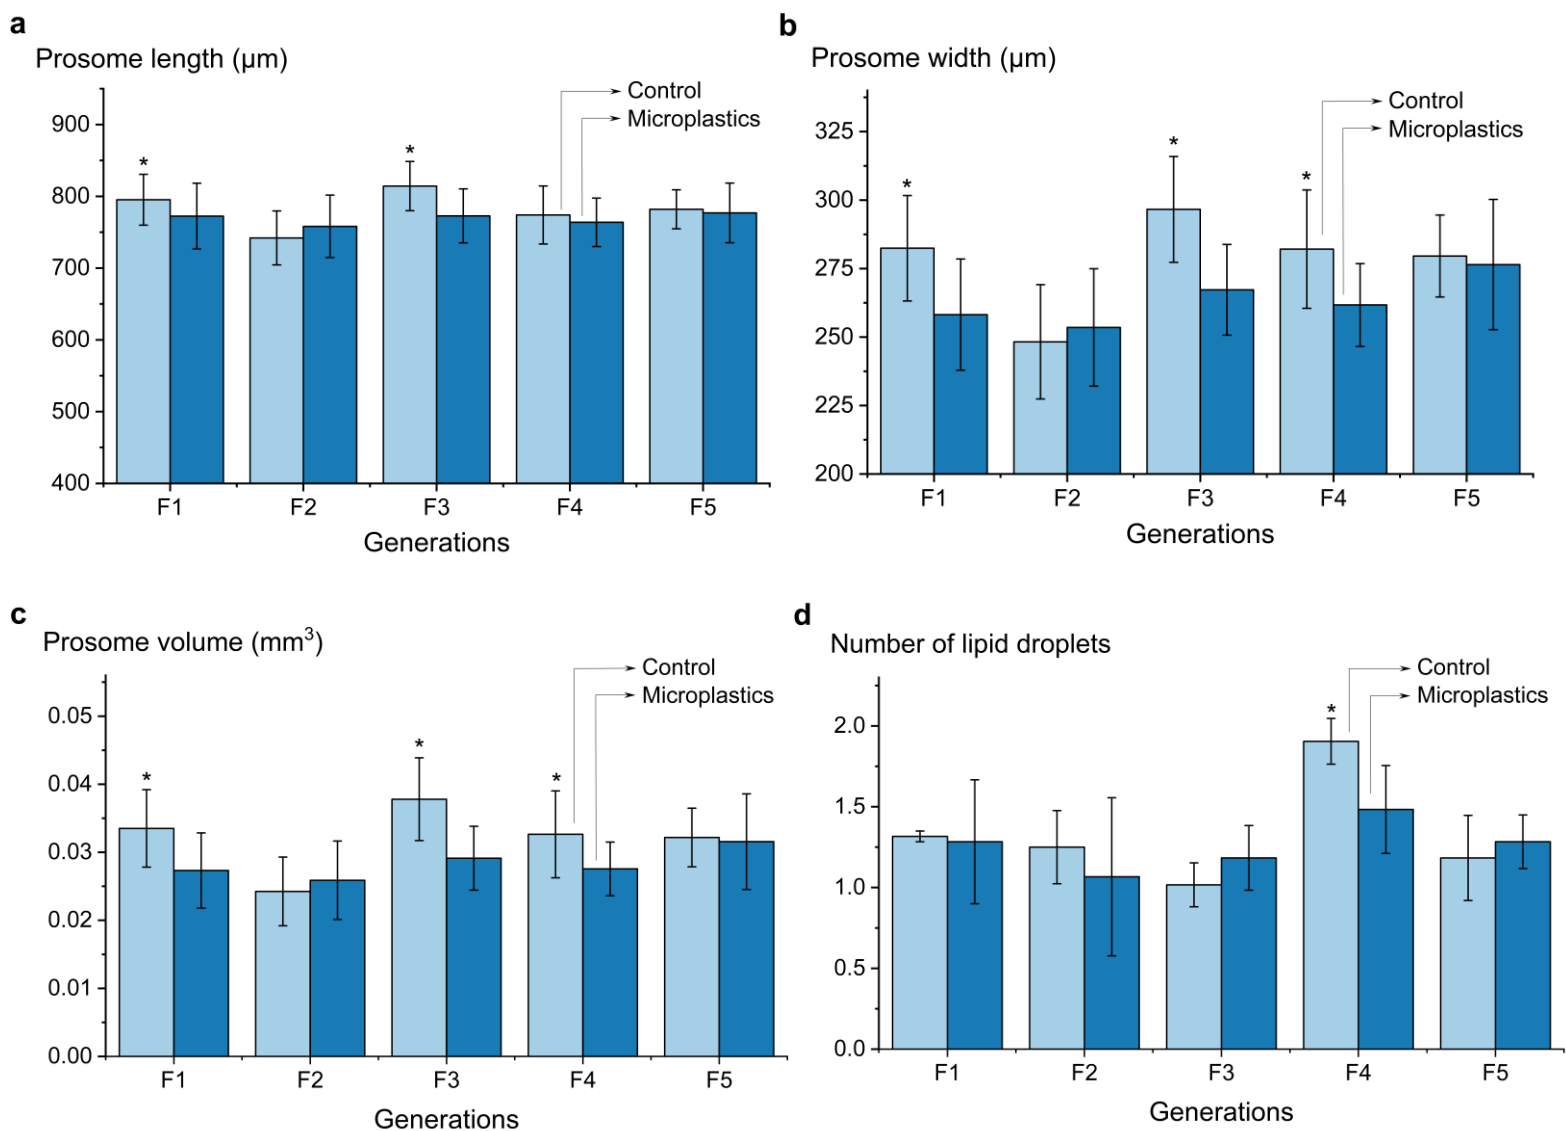 a
Prosome length (μm)
Control
Microplastics
900
800
700
600
500
400
*
*
F1 F2 F3 F4 F5
Generations
b
Prosome width (μm)
Control
Microplastics
325
300
275
250
225
200
*
*
*
F1 F2 F3 F4 F5
Generations
c
Prosome volume (mm³)
Control
Microplastics
0.05
0.04
0.03
0.02
0.01
0.00
*
*
*
F1 F2 F3 F4 F5
Generations
d
Number of lipid droplets
Control
Microplastics
2.0
1.5
1.0
0.5
0.0
*
F1 F2 F3 F4 F5
Generations